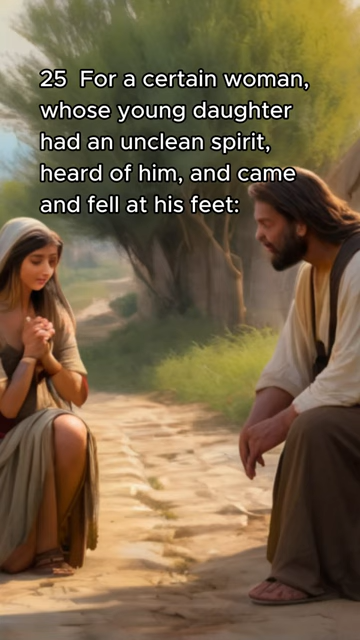 25  For a certain woman,
whose young daughter
had an unclean spirit,
heard of him, and came
and fell at his feet: